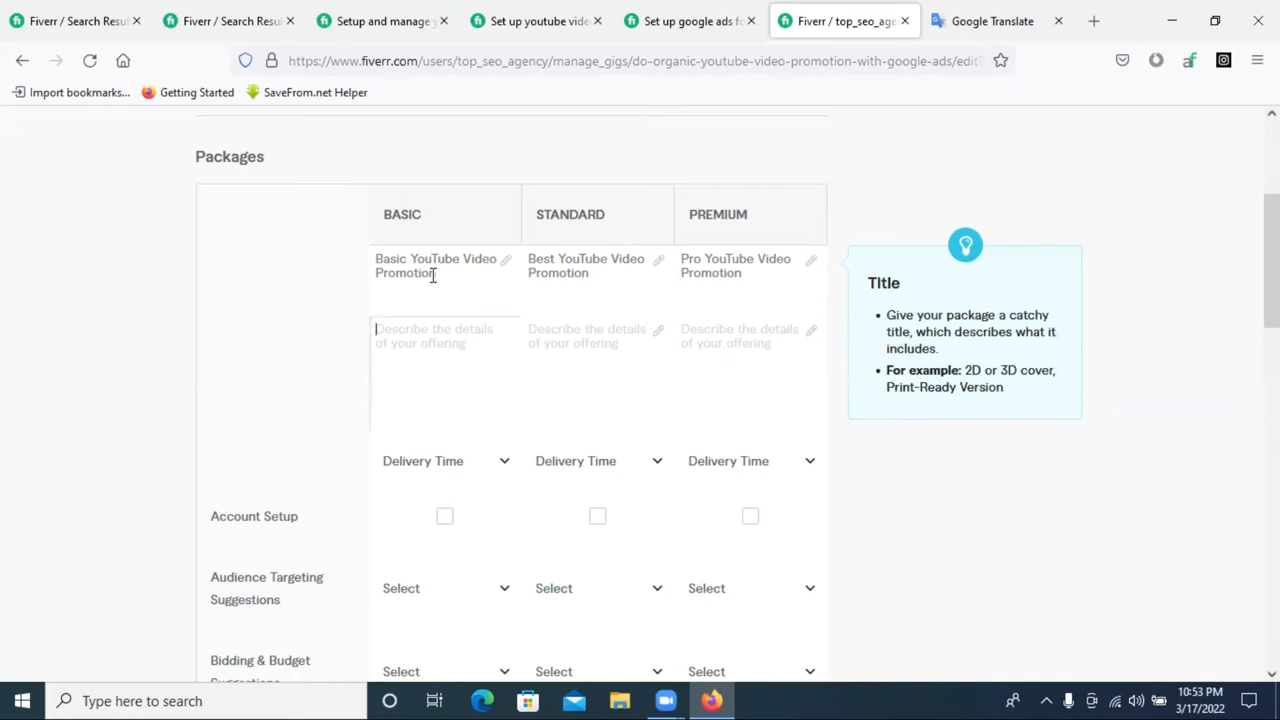 Fiverr / Search Resul
Fiverr / Search Resul
Setup and manage y
Set up youtube vide
Set up google ads fo
Fiverr / top_seo_age
Google Translate
https://www.fiverr.com/users/top_seo_agency/manage_gigs/do-organic-youtube-video-promotion-with-google-ads/edit?
Import bookmarks...
Getting Started
SaveFrom.net Helper
Packages
BASIC
STANDARD
PREMIUM
Basic YouTube Video
Promotion
Best YouTube Video
Promotion
Pro YouTube Video
Promotion
Describe the details
of your offering
Describe the details
of your offering
Describe the details
of your offering
Delivery Time
Delivery Time
Delivery Time
Account Setup
Audience Targeting
Suggestions
Select
Select
Select
Bidding & Budget
Select
Select
Select
Title
• Give your package a catchy
title, which describes what it
includes.
• For example: 2D or 3D cover,
Print-Ready Version
Type here to search
10:53 PM
3/17/2022